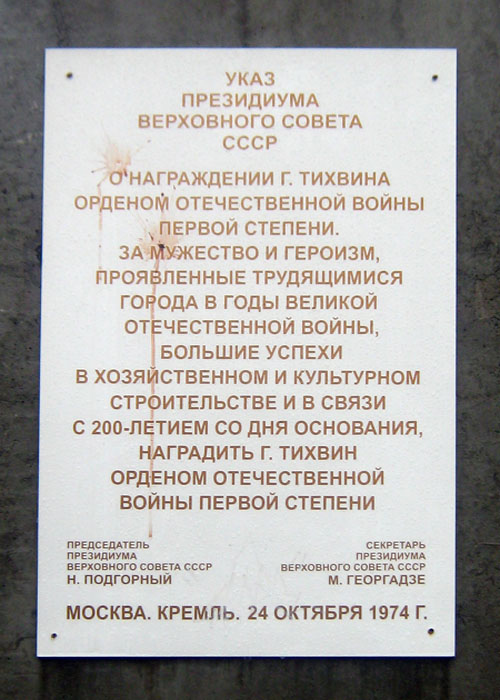 УКАЗ
ПРЕЗИДИУМА
ВЕРХОВНОГО СОВЕТА
СССР
О НАГРАЖДЕНИИ Г. ТИХВИНА
ОРДЕНОМ ОТЕЧЕСТВЕННОЙ ВОЙНЫ
ПЕРВОЙ СТЕПЕНИ.
ЗА МУЖЕСТВО И ГЕРОИЗМ,
ПРОЯВЛЕННЫЕ ТРУДЯЩИМИСЯ
ГОРОДА В ГОДЫ ВЕЛИКОЙ
ОТЕЧЕСТВЕННОЙ ВОЙНЫ,
БОЛЬШИЕ УСПЕХИ
В ХОЗЯЙСТВЕННОМ И КУЛЬТУРНОМ
СТРОИТЕЛЬСТВЕ И В СВЯЗИ
С 200-ЛЕТИЕМ СО ДНЯ ОСНОВАНИЯ,
НАГРАДИТЬ Г. ТИХВИН
ОРДЕНОМ ОТЕЧЕСТВЕННОЙ
ВОЙНЫ ПЕРВОЙ СТЕПЕНИ
ПРЕДСЕДАТЕЛЬ
ПРЕЗИДИУМА
ВЕРХОВНОГО СОВЕТА СССР
Н. ПОДГОРНЫЙ
СЕКРЕТАРЬ
ПРЕЗИДИУМА
ВЕРХОВНОГО СОВЕТА СССР
М. ГЕОРГАДЗЕ
МОСКВА. КРЕМЛЬ. 24 ОКТЯБРЯ 1974 Г.